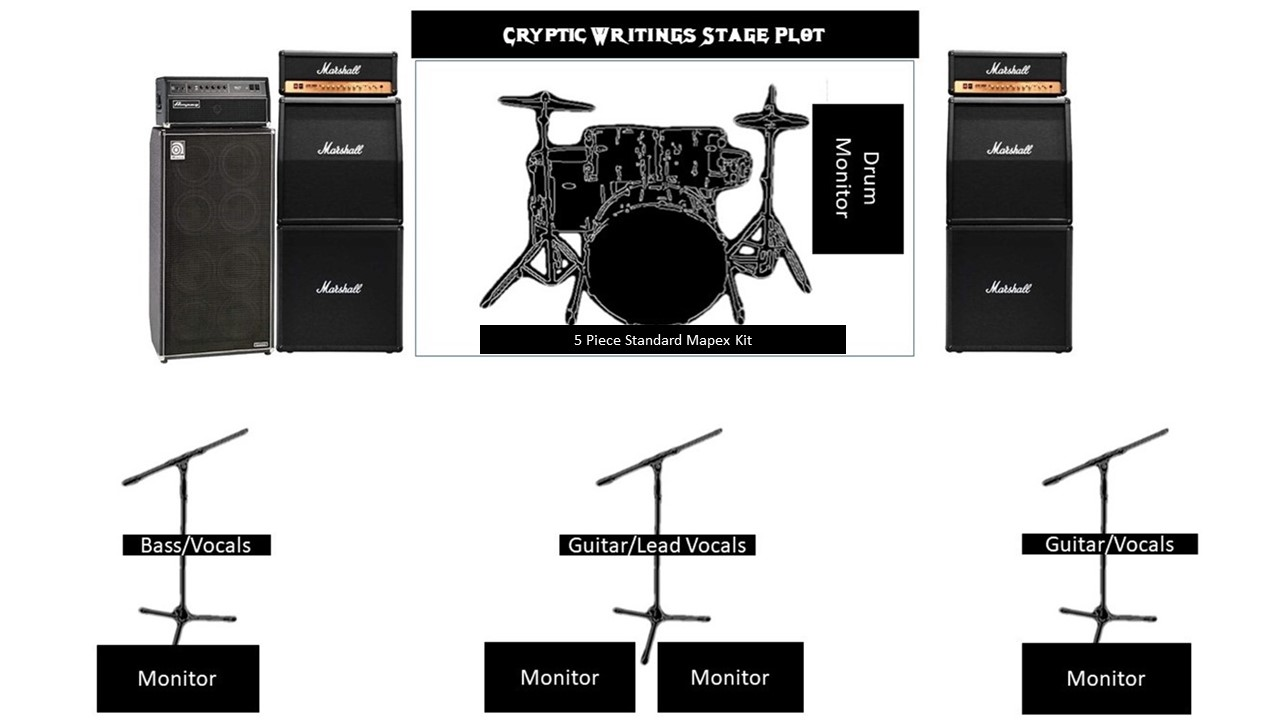 Cryptic Writings Stage Plot
Marshall
Marshall
Ampeg
Marshall
Marshall
Drum
Monitor
Marshall
Marshall
5 Piece Standard Mapex Kit
Bass/Vocals
Guitar/Lead Vocals
Guitar/Vocals
Monitor
Monitor
Monitor
Monitor